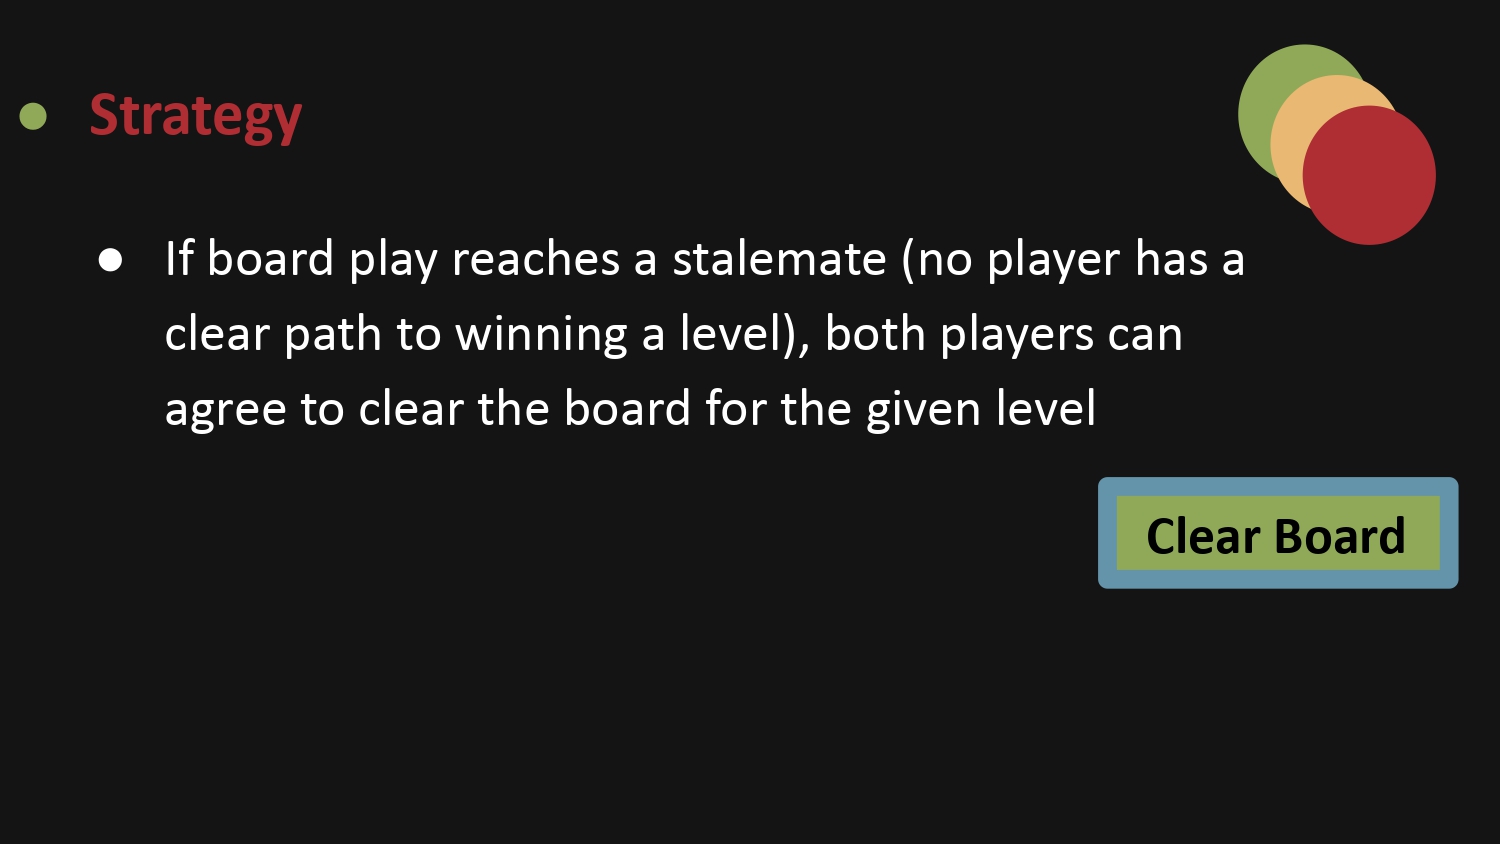 ● Strategy
● If board play reaches a stalemate (no player has a
clear path to winning a level), both players can
agree to clear the board for the given level
Clear Board